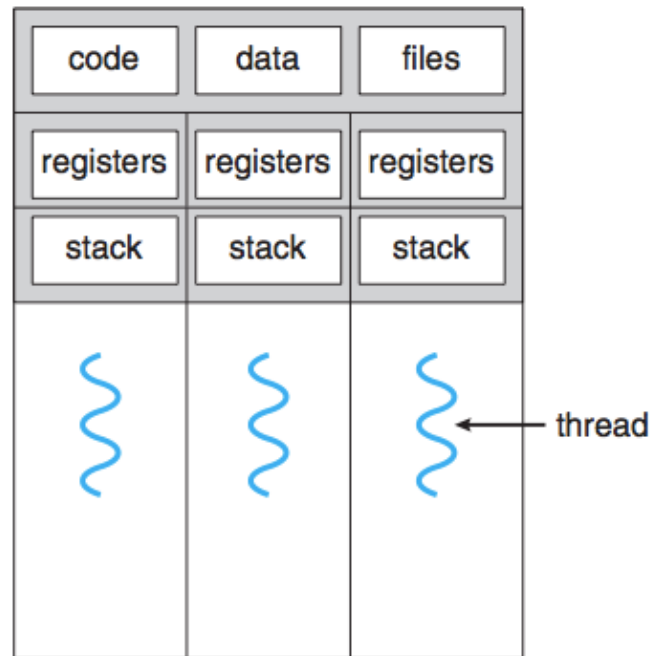 code data files
registers registers registers
stack stack stack
thread